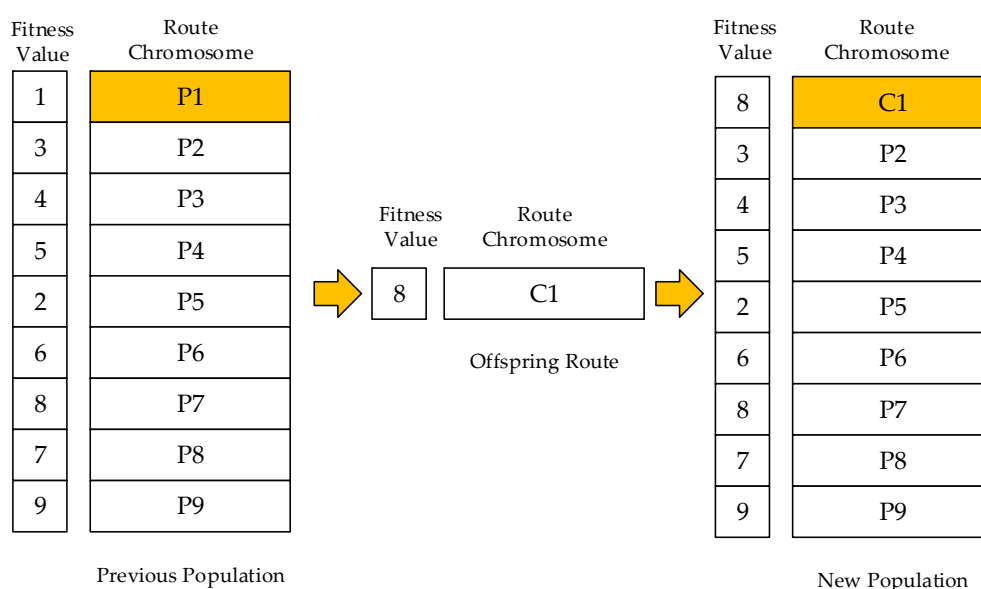 Fitness
Value
Route
Chromosome
1
P1
3
P2
4
P3
5
P4
2
P5
6
P6
8
P7
7
P8
9
P9
Previous Population
Fitness
Value
Route
Chromosome
8
C1
Offspring Route
Fitness
Value
Route
Chromosome
8
C1
3
P2
4
P3
5
P4
2
P5
6
P6
8
P7
7
P8
9
P9
New Population